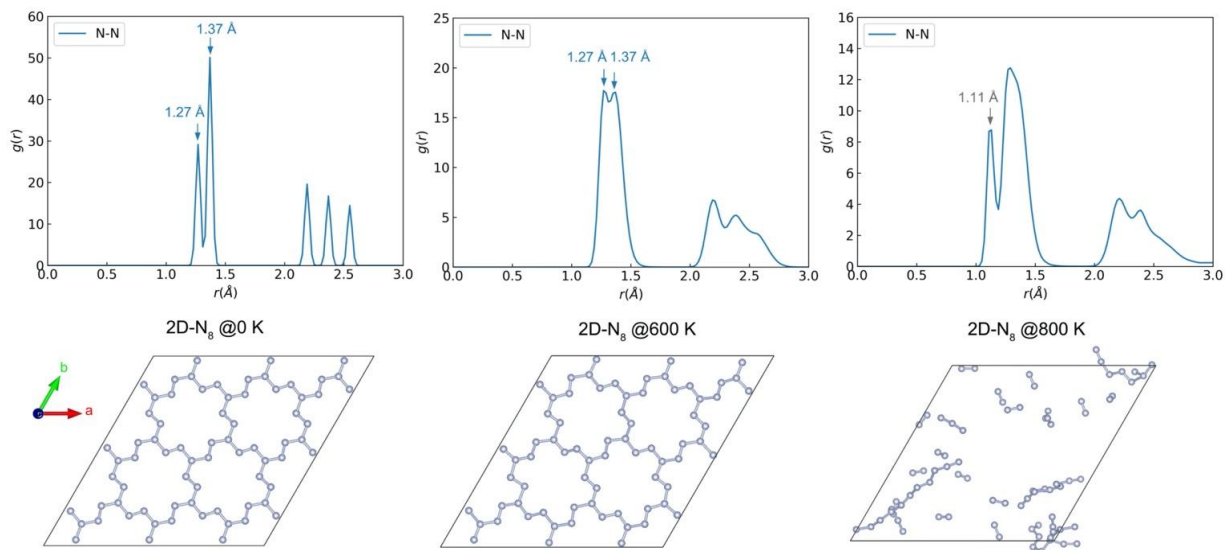 60
50
40
30
20
10
0
g(r)
N-N
1.37 Å
1.27 Å
0.0 0.5 1.0 1.5 2.0 2.5 3.0
r(Å)
25
20
15
10
5
0
g(r)
N-N
1.27 Å 1.37 Å
0.0 0.5 1.0 1.5 2.0 2.5 3.0
r(Å)
16
14
12
10
8
6
4
2
0
g(r)
N-N
1.11 Å
0.0 0.5 1.0 1.5 2.0 2.5 3.0
r(Å)
2D-N₈ @0 K
2D-N₈ @600 K
2D-N₈ @800 K
b
a